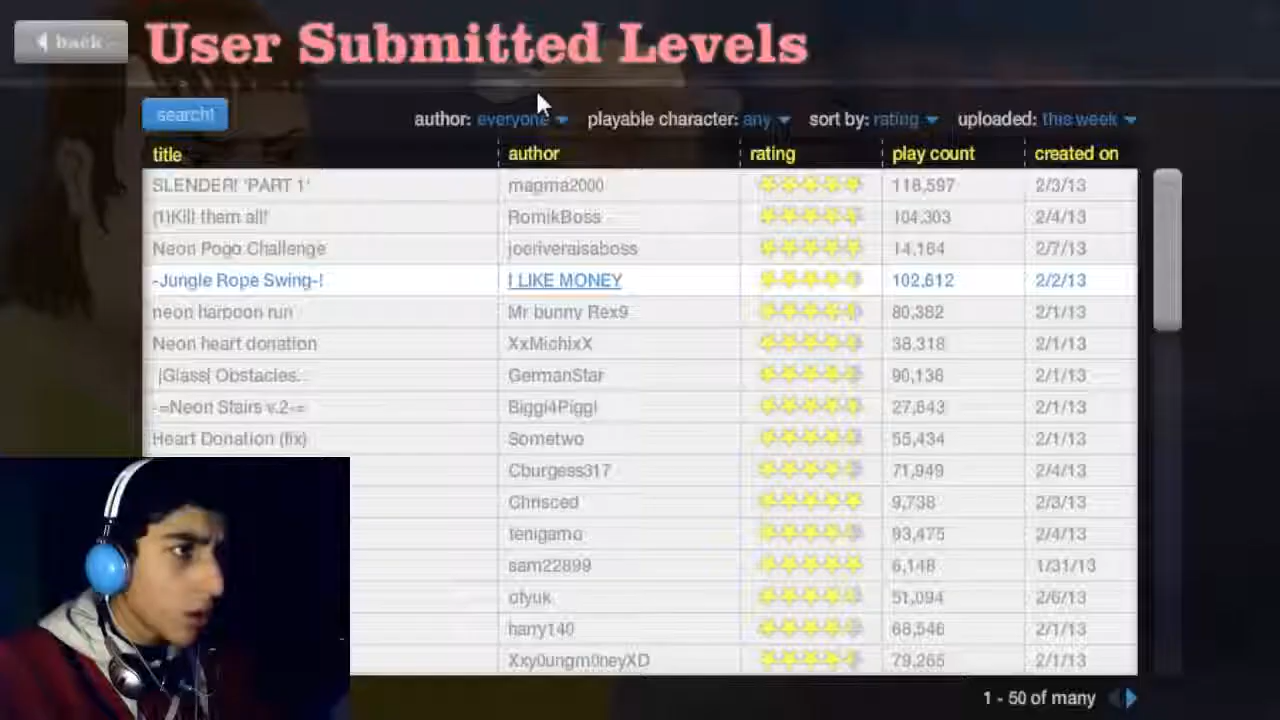 back
User Submitted Levels
search!
author: everyone playable character: any sort by: rating uploaded: this week
title author rating play count created on
SLENDER! 'PART 1' magma2000 118,597 2/3/13
(1)Kill them all! RomikBoss 104,303 2/4/13
Neon Pogo Challenge joeriveraisaboss 14,164 2/7/13
-Jungle Rope Swing-! I LIKE MONEY 102,612 2/2/13
neon harpoon run Mr bunny Rex9 80,382 2/1/13
Neon heart donation XxMichixX 38,318 2/1/13
|Glass| Obstacles... GermanStar 90,136 2/1/13
-=Neon Stairs v.2-= Biggi4Piggi 27,643 2/1/13
Heart Donation (fix) Sometwo 55,434 2/1/13
Cburgess317 71,949 2/4/13
Chrisced 9,738 2/3/13
tenigamo 93,475 2/4/13
sam22899 6,148 1/31/13
otyuk 51,094 2/6/13
harry140 68,546 2/1/13
Xxy0ungm0neyXD 79,265 2/1/13
1 - 50 of many